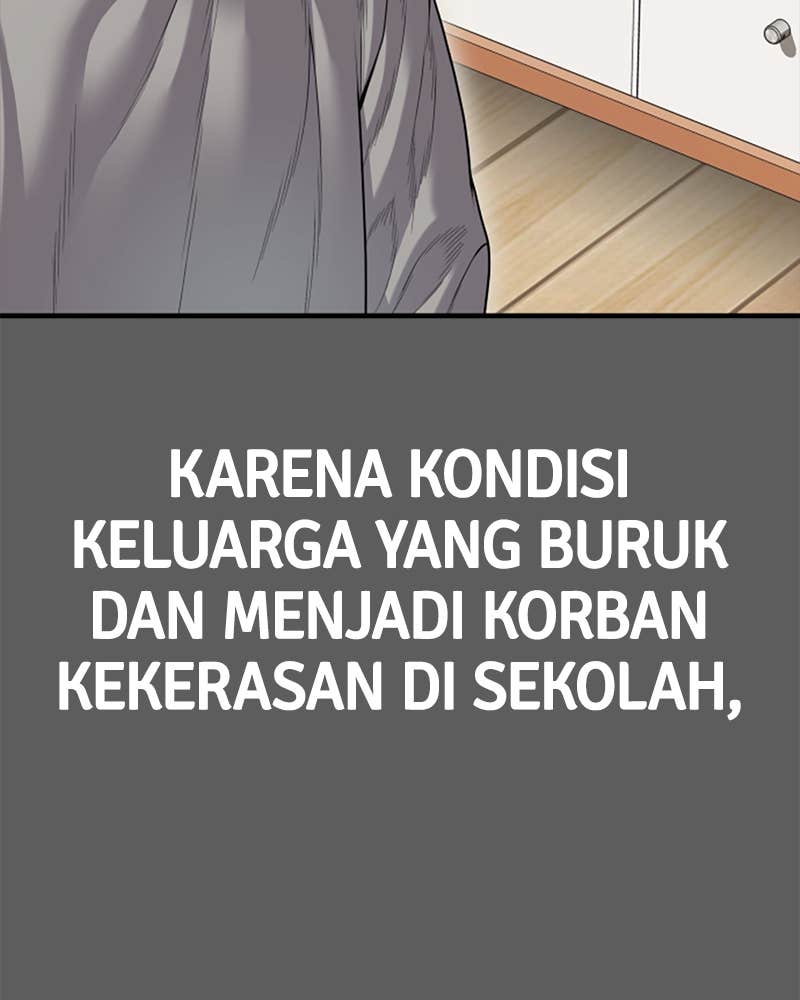 KARENA KONDISI
KELUARGA YANG BURUK
DAN MENJADI KORBAN
KEKERASAN DI SEKOLAH,